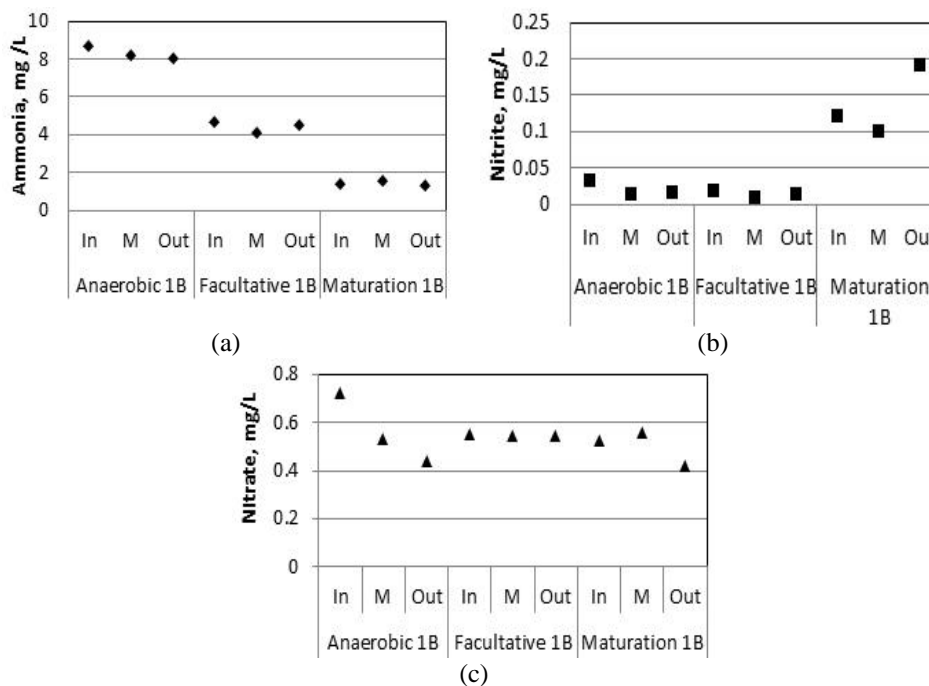 Ammonia, mg /L
10
8
6
4
2
0
In M Out In M Out In M Out
Anaerobic 1B Facultative 1B Maturation 1B
(a)
Nitrite, mg/L
0.25
0.2
0.15
0.1
0.05
0
In M Out In M Out In M Ou
Anaerobic 1B Facultative 1B Maturation
1B
(b)
NItrate, mg/L
0.8
0.6
0.4
0.2
0
In M Out In M Out In M Out
Anaerobic 1B Facultative 1B Maturation 1B
(c)